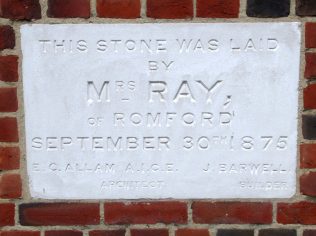 THIS STONE WAS LAID
BY
MRS RAY,
OF ROMFORD
SEPTEMBER 30TH 1875
E. C. ALLAM A.I.C.E. J. BARWELL
ARCHITECT BUILDER